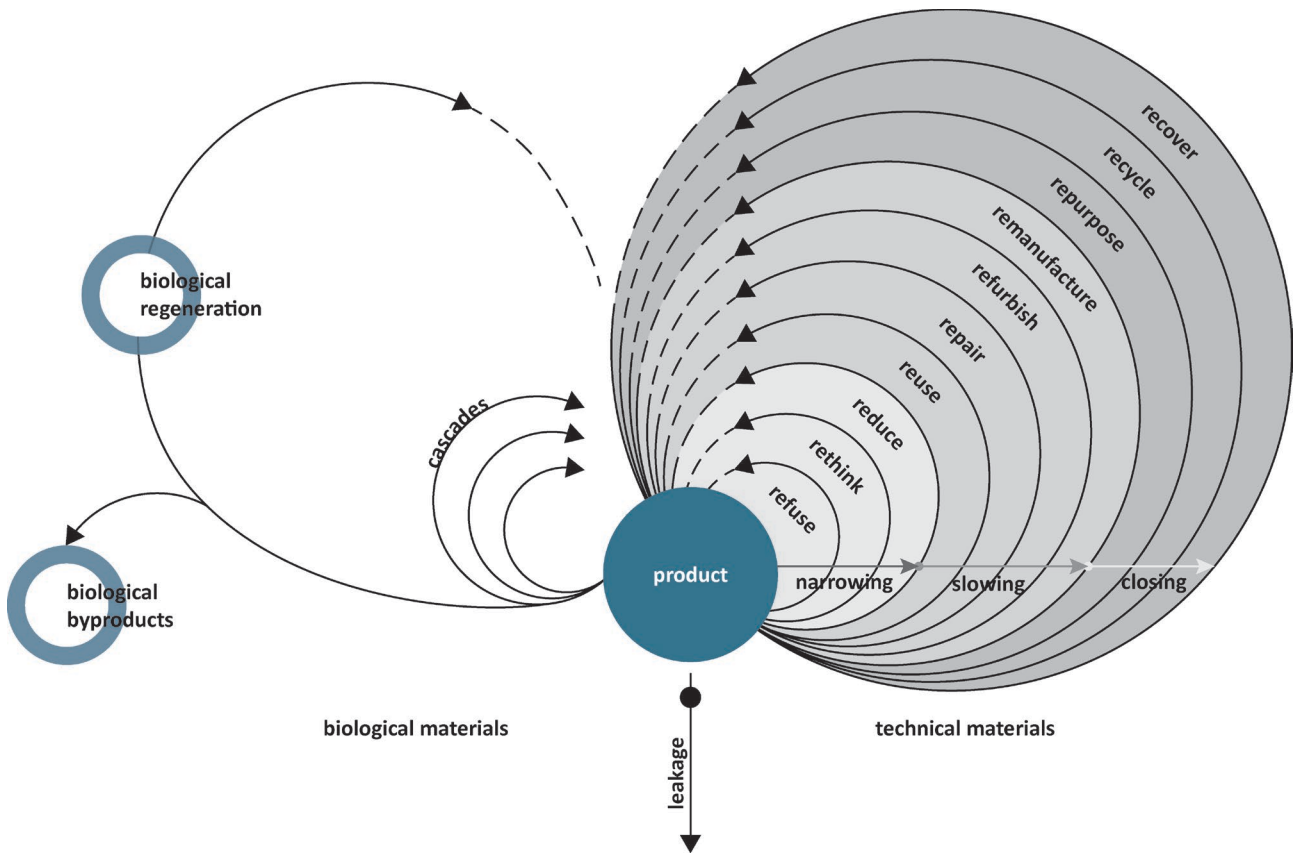 recover
recycle
repurpose
remanufacture
refurbish
repair
reuse
reduce
rethink
refuse
biological
regeneration
cascades
biological
byproducts
product
narrowing
slowing
closing
biological materials
technical materials
leakage